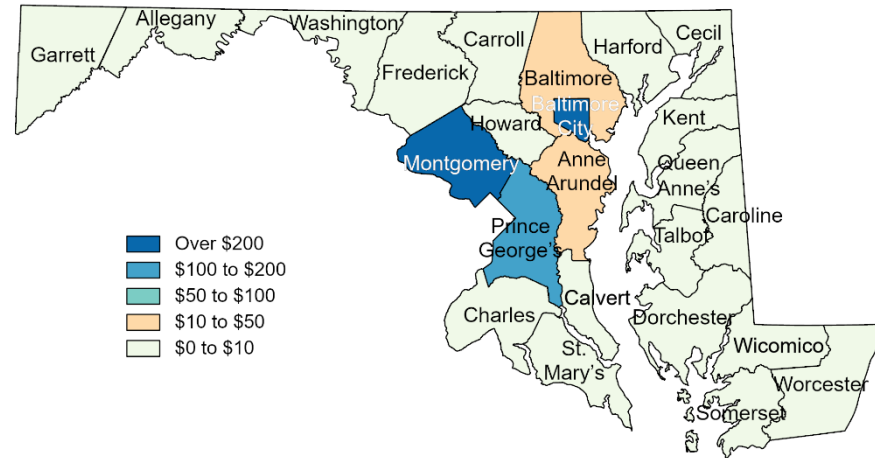 Allegany
Washington
Garrett
Frederick
Carroll
Harford
Cecil
Baltimore
Baltimore
City
Howard
Kent
Montgomery
Anne
Arundel
Queen
Anne's
Caroline
Talbot
Prince
George's
Over $200
$100 to $200
$50 to $100
$10 to $50
$0 to $10
Charles
Calvert
Dorchester
St.
Mary's
Wicomico
Worcester
Somerset